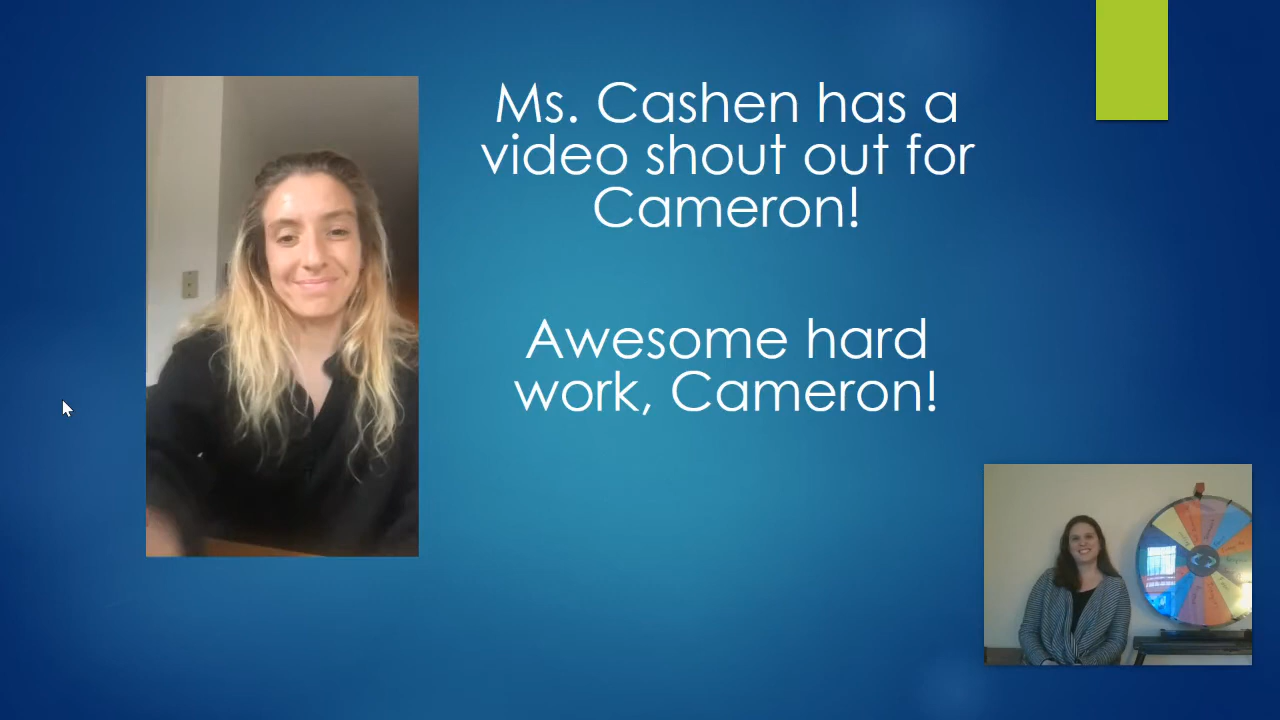 Ms. Cashen has a
video shout out for
Cameron!
Awesome hard
work, Cameron!